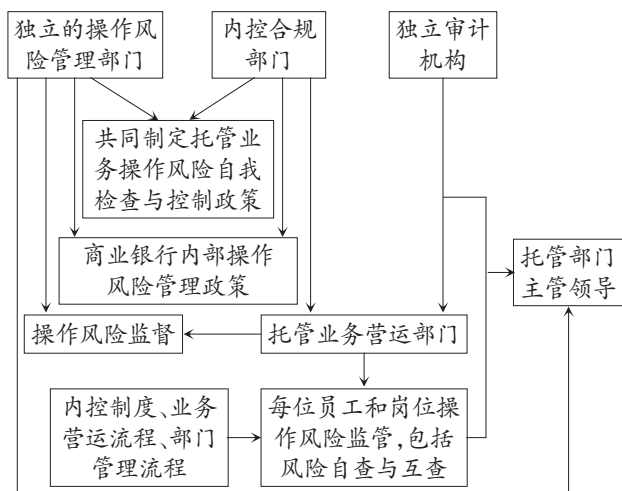 独立的操作风
险管理部门
内控合规
部门
独立审计
机构
共同制定托管业
务操作风险自我
检查与控制政策
商业银行内部操作
风险管理政策
托管部门
主管领导
操作风险监督
托管业务营运部门
内控制度、业务
营运流程、部门
管理流程
每位员工和岗位操
作风险监管,包括
风险自查与互查